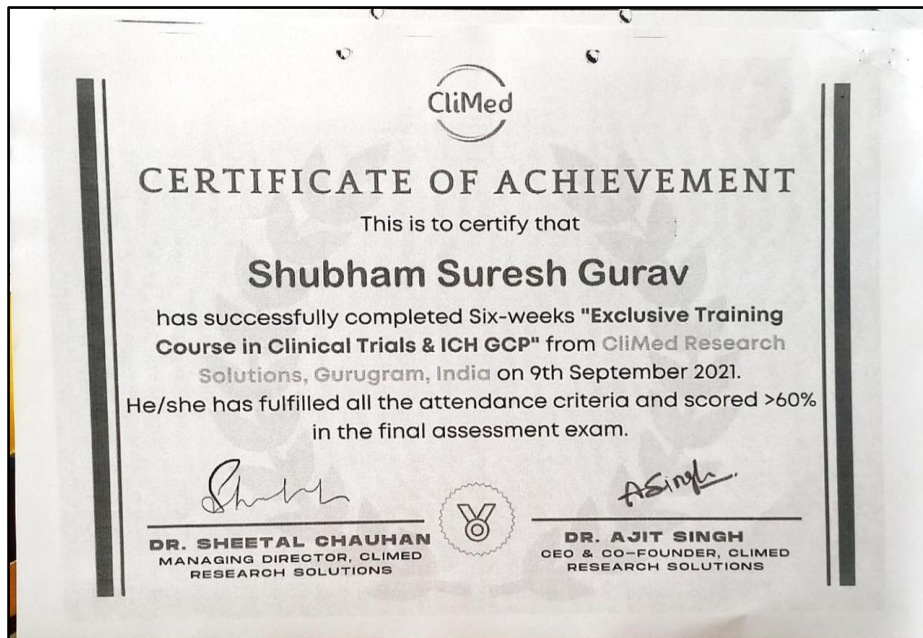 CliMed
CERTIFICATE OF ACHIEVEMENT
This is to certify that
Shubham Suresh Gurav
has successfully completed Six-weeks "Exclusive Training
Course in Clinical Trials & ICH GCP" from CliMed Research
Solutions, Gurugram, India on 9th September 2021.
He/she has fulfilled all the attendance criteria and scored >60%
in the final assessment exam.
ASingh
DR. SHEETAL CHAUHAN
MANAGING DIRECTOR, CLIMED
RESEARCH SOLUTIONS
DR. AJIT SINGH
CEO & CO-FOUNDER, CLIMED
RESEARCH SOLUTIONS